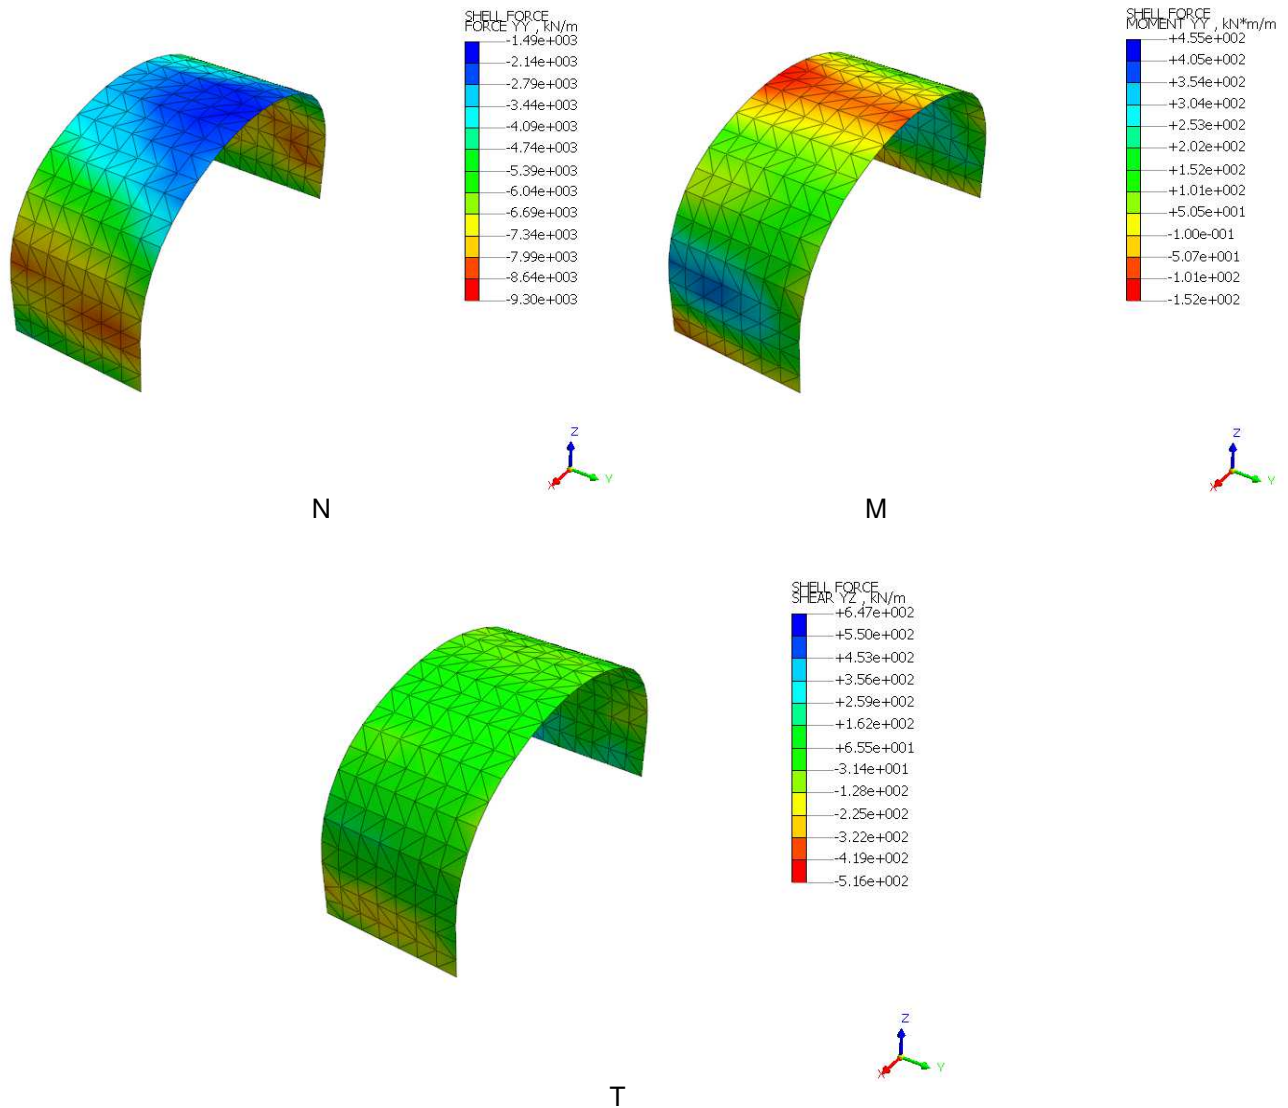 SHELL FORCE
FORCE YY , kN/m
-1.49e+003
-2.14e+003
-2.79e+003
-3.44e+003
-4.09e+003
-4.74e+003
-5.39e+003
-6.04e+003
-6.69e+003
-7.34e+003
-7.99e+003
-8.64e+003
-9.30e+003
Z
X
Y
N
SHELL FORCE
MOMENT YY , kN*m/m
+4.55e+002
+4.05e+002
+3.54e+002
+3.04e+002
+2.53e+002
+2.02e+002
+1.52e+002
+1.01e+002
+5.05e+001
-1.00e-001
-5.07e+001
-1.01e+002
-1.52e+002
Z
X
Y
M
SHELL FORCE
SHEAR YZ , kN/m
+6.47e+002
+5.50e+002
+4.53e+002
+3.56e+002
+2.59e+002
+1.62e+002
+6.55e+001
-3.14e+001
-1.28e+002
-2.25e+002
-3.22e+002
-4.19e+002
-5.16e+002
Z
X
Y
T